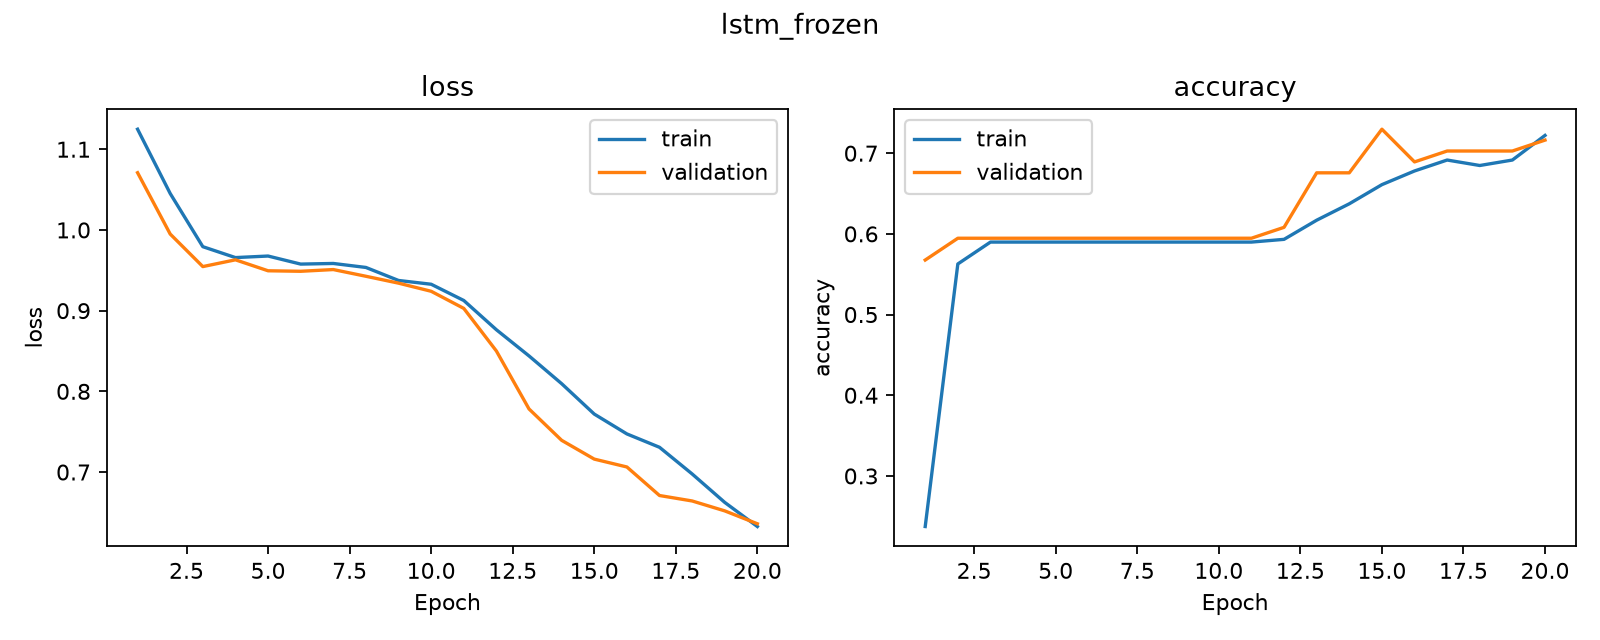 lstm_frozen
loss
train
validation
1.1
1.0
0.9
0.8
0.7
loss
2.5 5.0 7.5 10.0 12.5 15.0 17.5 20.0
Epoch
accuracy
train
validation
0.7
0.6
0.5
0.4
0.3
accuracy
2.5 5.0 7.5 10.0 12.5 15.0 17.5 20.0
Epoch